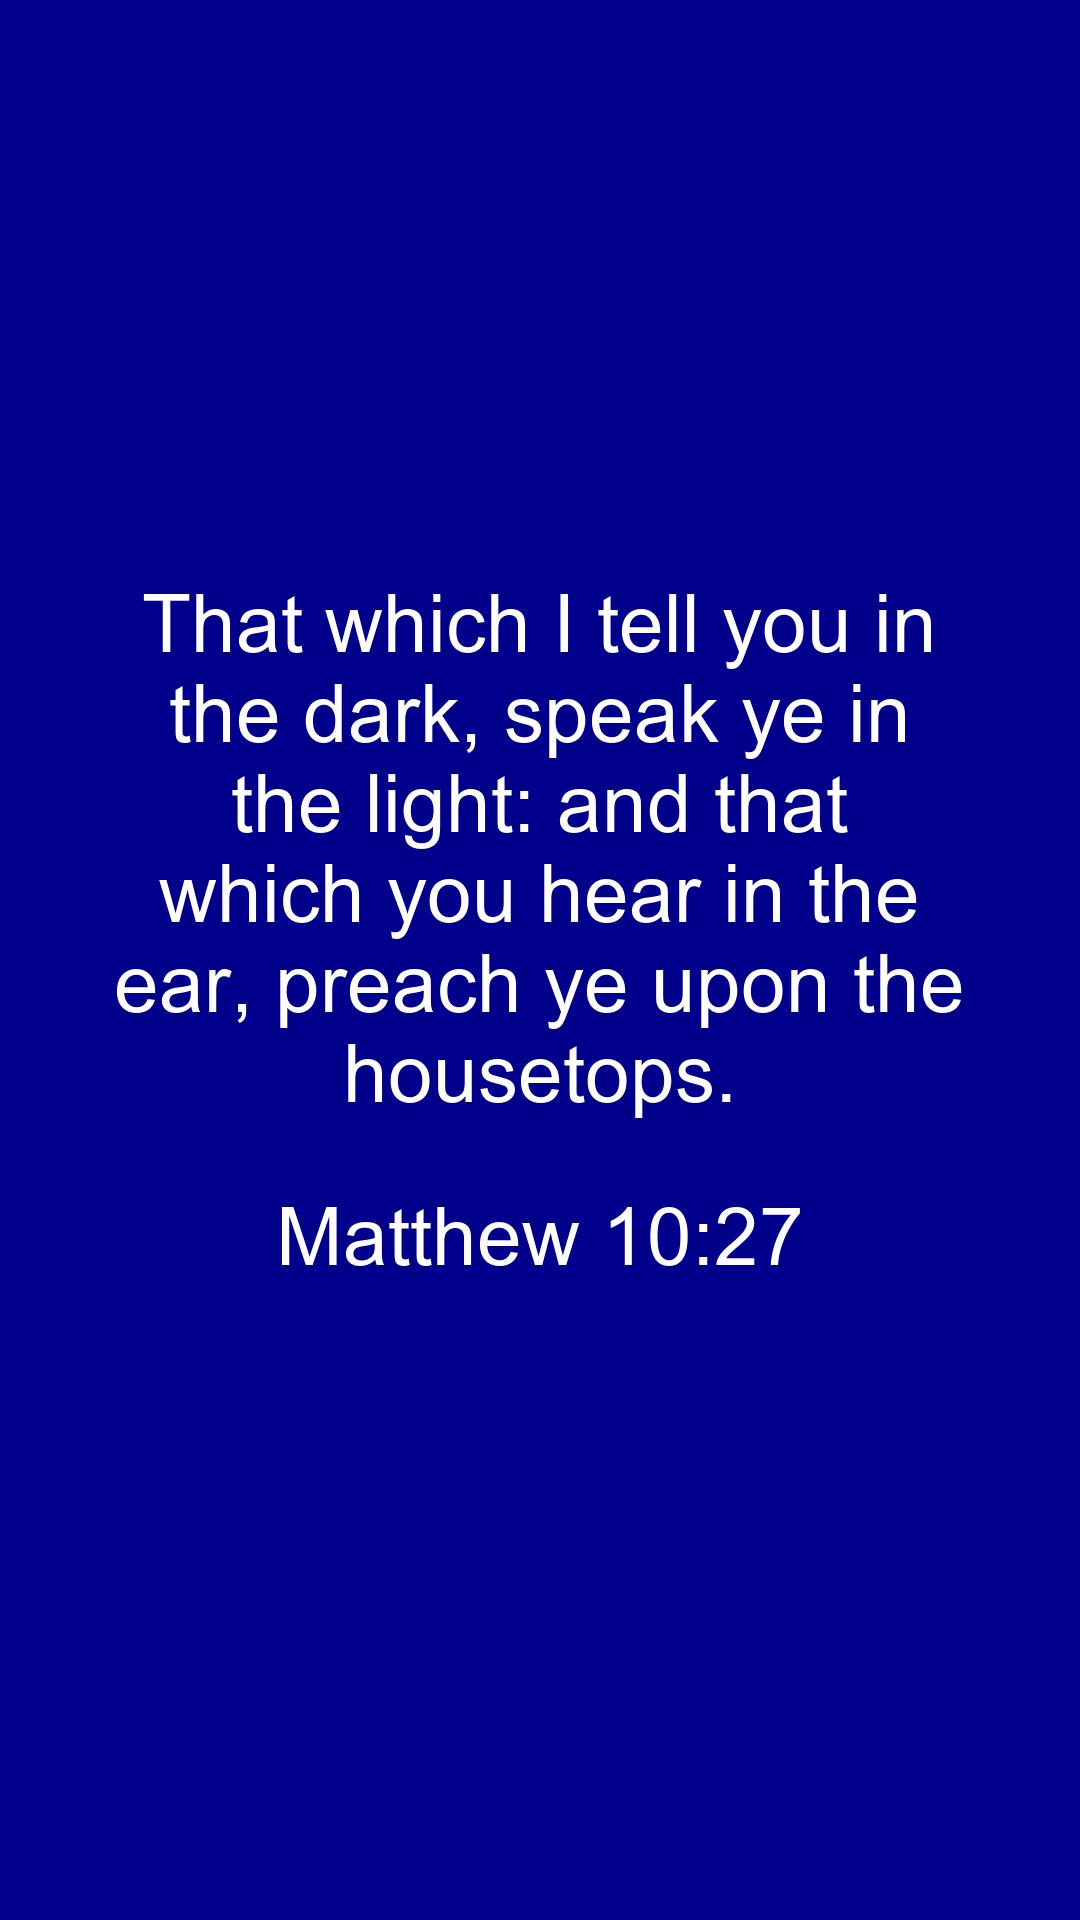 That which I tell you in
the dark, speak ye in
the light: and that
which you hear in the
ear, preach ye upon the
housetops.
Matthew 10:27